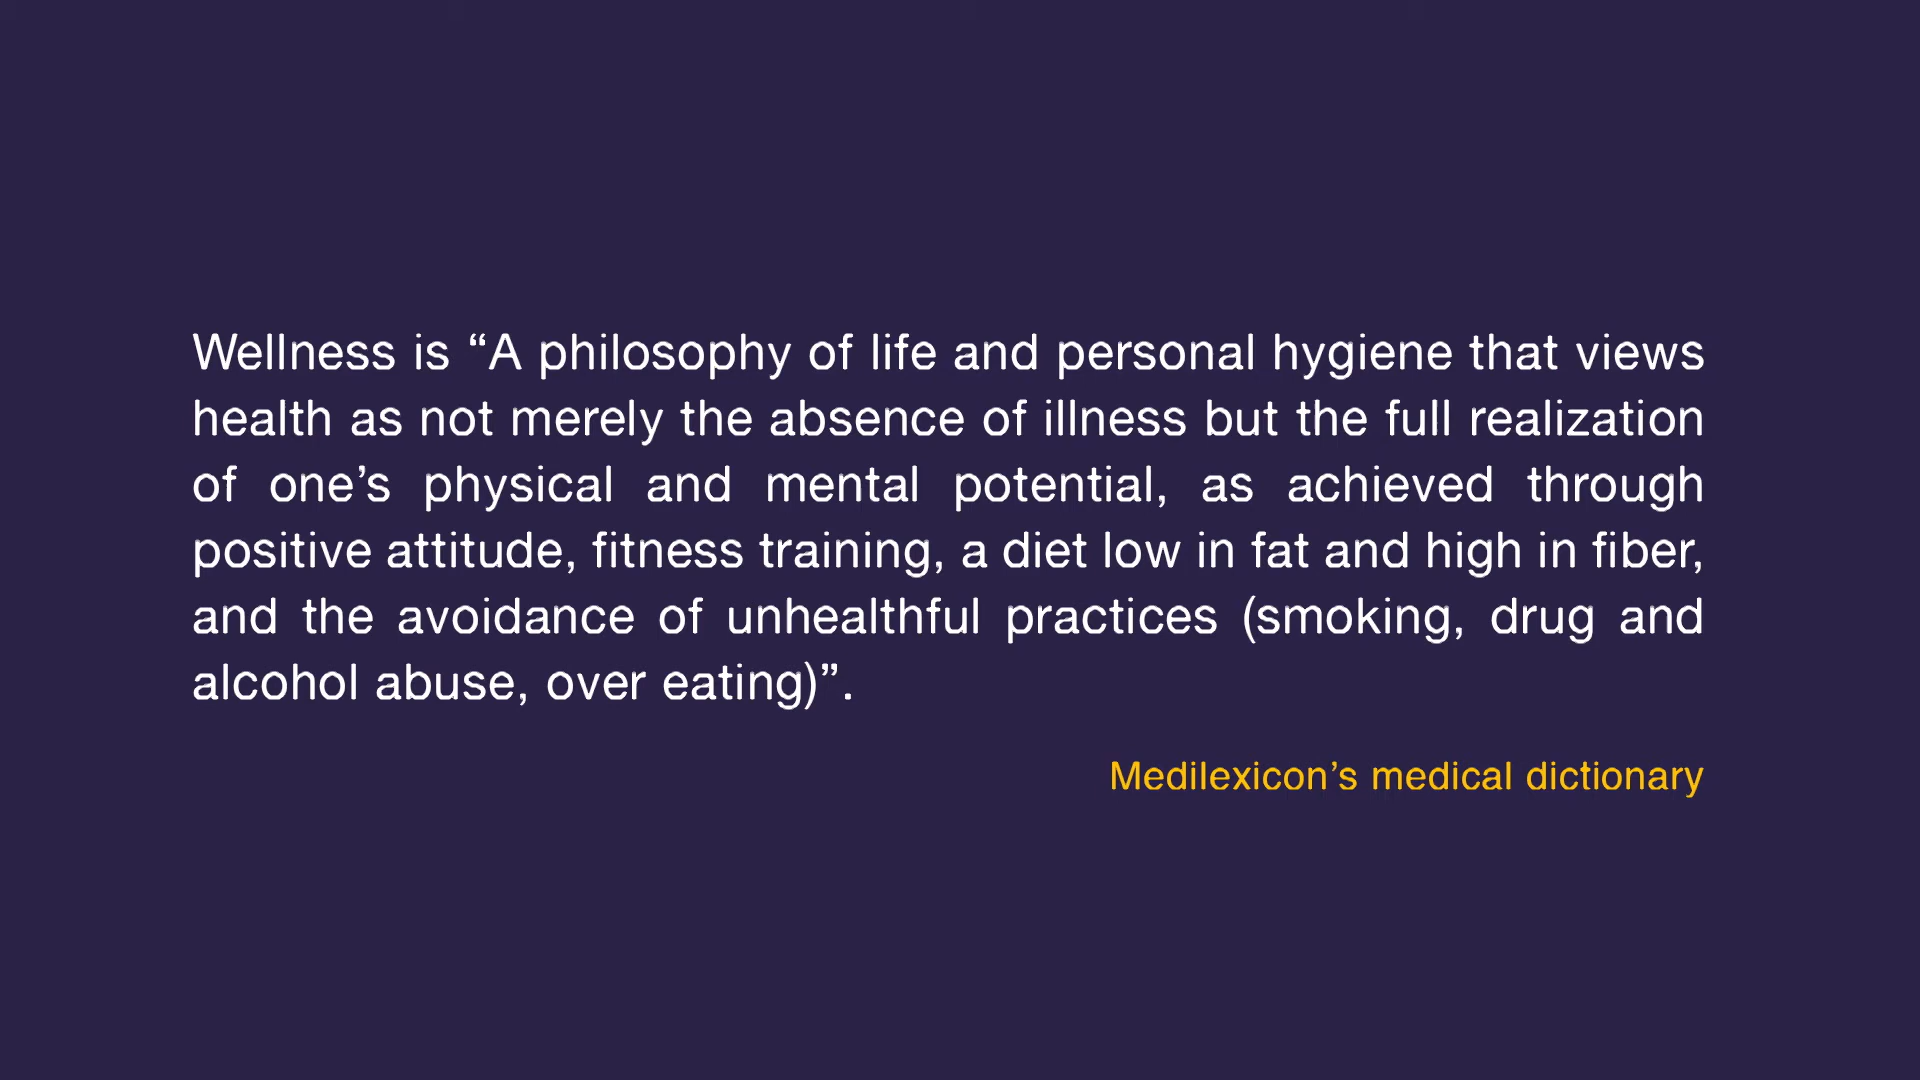 Wellness is “A philosophy of life and personal hygiene that views
health as not merely the absence of illness but the full realization
of one’s physical and mental potential, as achieved through
positive attitude, fitness training, a diet low in fat and high in fiber,
and the avoidance of unhealthful practices (smoking, drug and
alcohol abuse, over eating)”.
Medilexicon’s medical dictionary